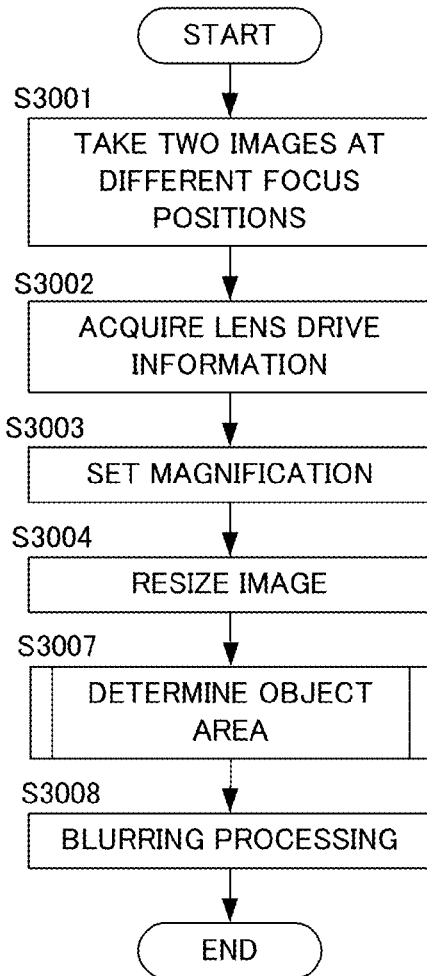 START
S3001
TAKE TWO IMAGES AT
DIFFERENT FOCUS
POSITIONS
S3002
ACQUIRE LENS DRIVE
INFORMATION
S3003
SET MAGNIFICATION
S3004
RESIZE IMAGE
S3007
DETERMINE OBJECT
AREA
S3008
BLURRING PROCESSING
END